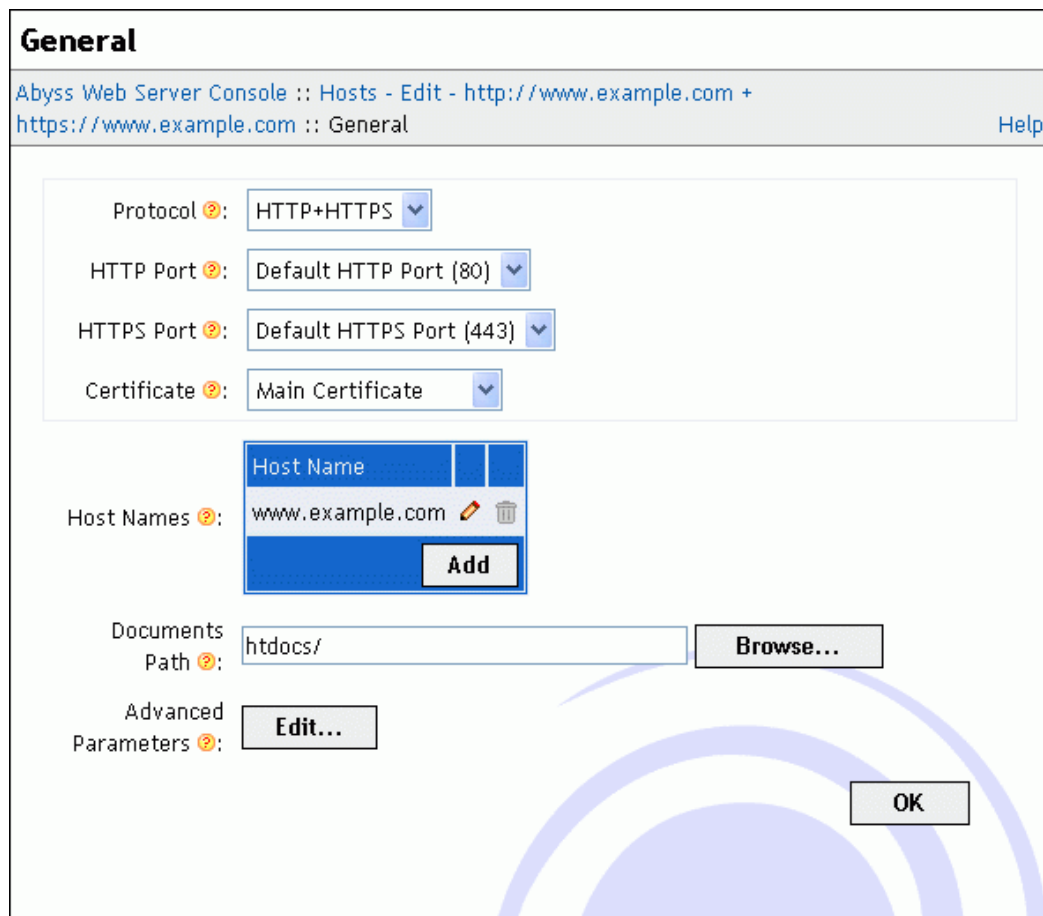 General
Abyss Web Server Console :: Hosts - Edit - http://www.example.com +
https://www.example.com :: General Help
Protocol ?: HTTP+HTTPS
HTTP Port ?: Default HTTP Port (80)
HTTPS Port ?: Default HTTPS Port (443)
Certificate ?: Main Certificate
Host Name
Host Names ?: www.example.com
Add
Documents
Path ?: htdocs/ Browse...
Advanced
Parameters ?: Edit...
OK